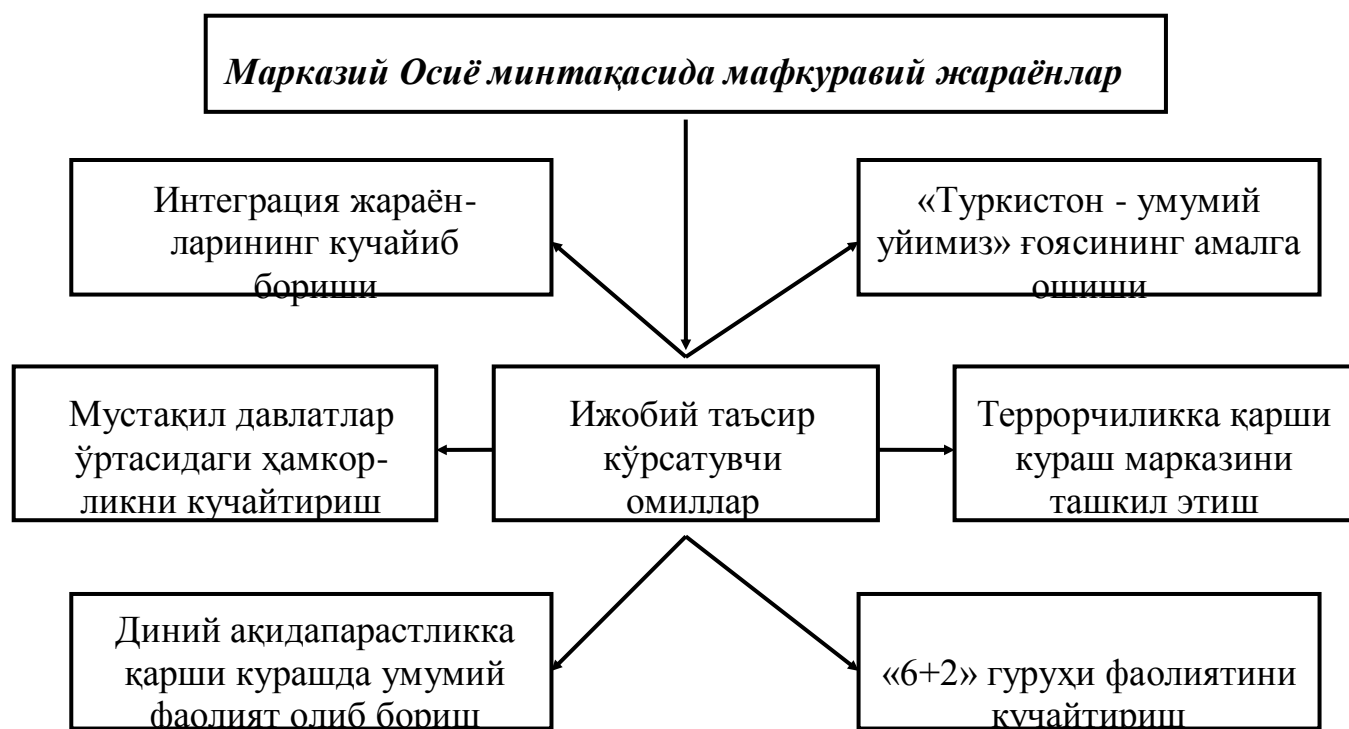 Марказий Осиё минтақасида мафкуравий жараёнлар
Интеграция жараён-
ларининг кучайиб
бориши
«Туркистон - умумий
уйимиз» ғоясининг амалга
ошиши
Мустақил давлатлар
ўртасидаги ҳамкор-
ликни кучайтириш
Ижобий таъсир
кўрсатувчи
омиллар
Террорчиликка қарши
кураш марказини
ташкил этиш
Диний ақидапарастликка
қарши курашда умумий
фаолият олиб бориш
«6+2» гуруҳи фаолиятини
кучайтириш